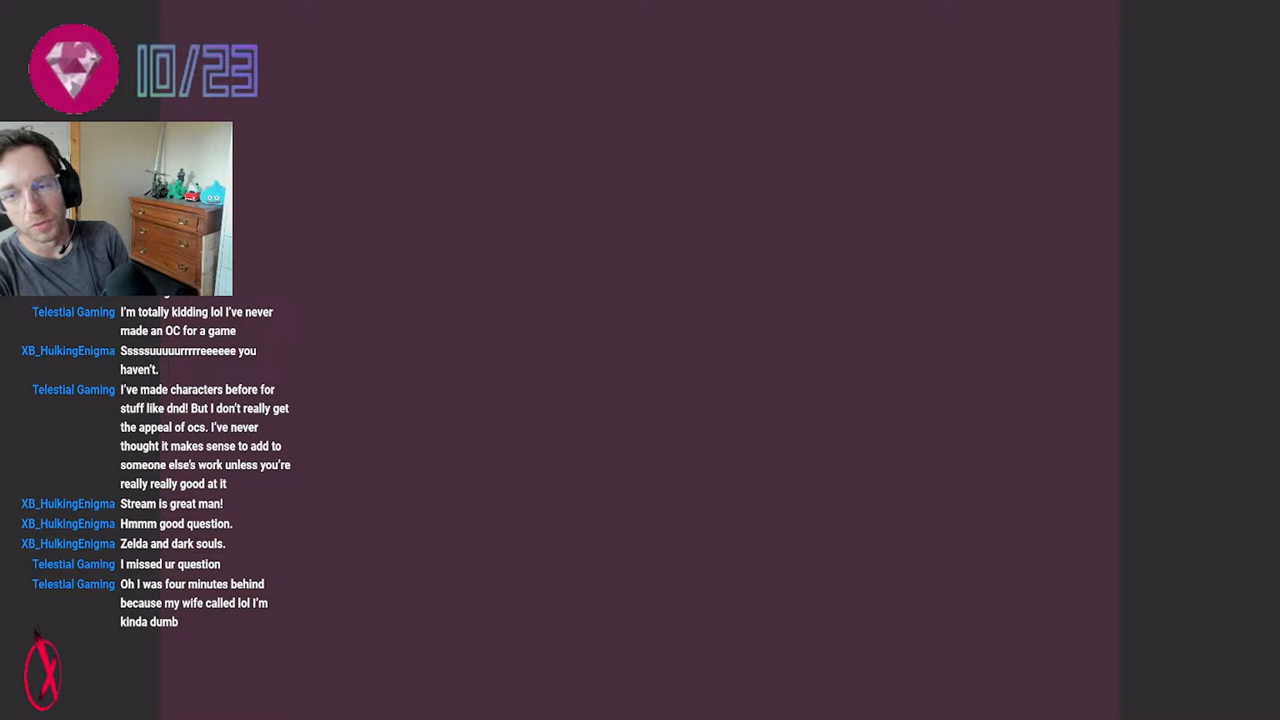 10/23
Telestial Gaming I'm totally kidding lol I've never
made an OC for a game
XB_HulkingEnigma Sssssuuuuurrrrreeeeee you
haven't.
Telestial Gaming I've made characters before for
stuff like dnd! But I don't really get
the appeal of ocs. I've never
thought it makes sense to add to
someone else's work unless you're
really really good at it
XB_HulkingEnigma Stream is great man!
XB_HulkingEnigma Hmmm good question.
XB_HulkingEnigma Zelda and dark souls.
Telestial Gaming I missed ur question
Telestial Gaming Oh I was four minutes behind
because my wife called lol I'm
kinda dumb
X